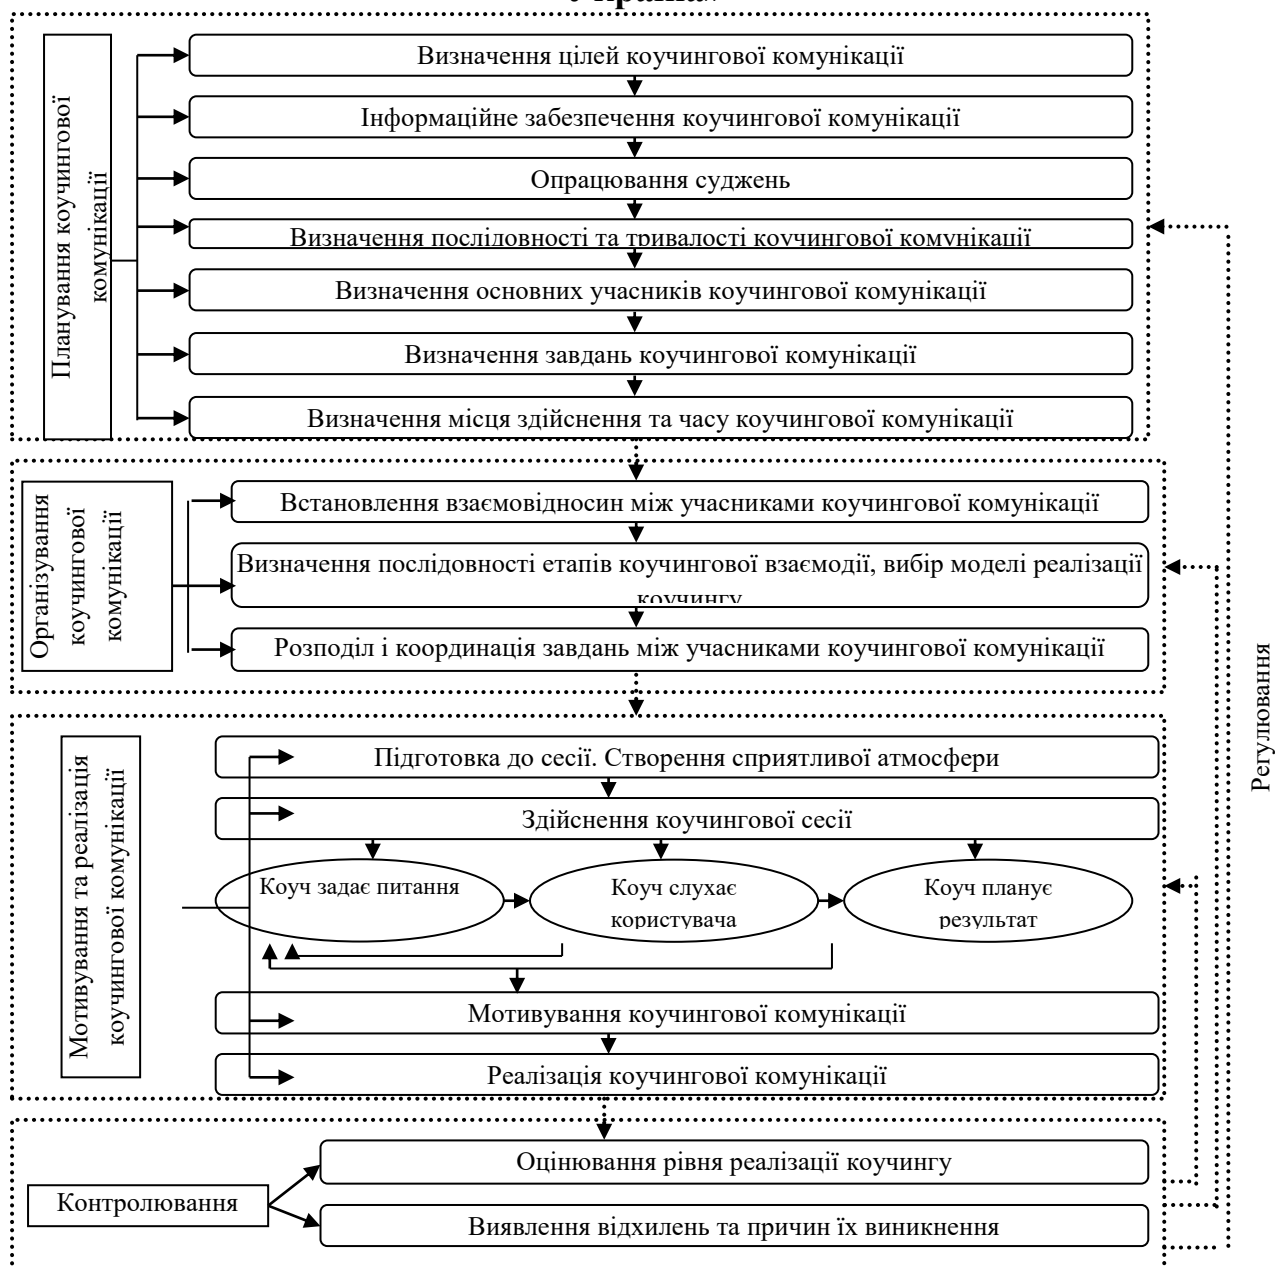 Планування коучингової
комунікації
Визначення цілей коучингової комунікації
Інформаційне забезпечення коучингової комунікації
Опрацювання суджень
Визначення послідовності та тривалості коучингової комунікації
Визначення основних учасників коучингової комунікації
Визначення завдань коучингової комунікації
Визначення місця здійснення та часу коучингової комунікації
Організування
коучингової
комунікації
Встановлення взаємовідносин між учасниками коучингової комунікації
Визначення послідовності етапів коучингової взаємодії, вибір моделі реалізації
коучингу
Розподіл і координація завдань між учасниками коучингової комунікації
Мотивування та реалізація
коучингової комунікації
Підготовка до сесії. Створення сприятливої атмосфери
Здійснення коучингової сесії
Коуч задає питання
Коуч слухає
користувача
Коуч планує
результат
Мотивування коучингової комунікації
Реалізація коучингової комунікації
Контролювання
Оцінювання рівня реалізації коучингу
Виявлення відхилень та причин їх виникнення
Регулювання